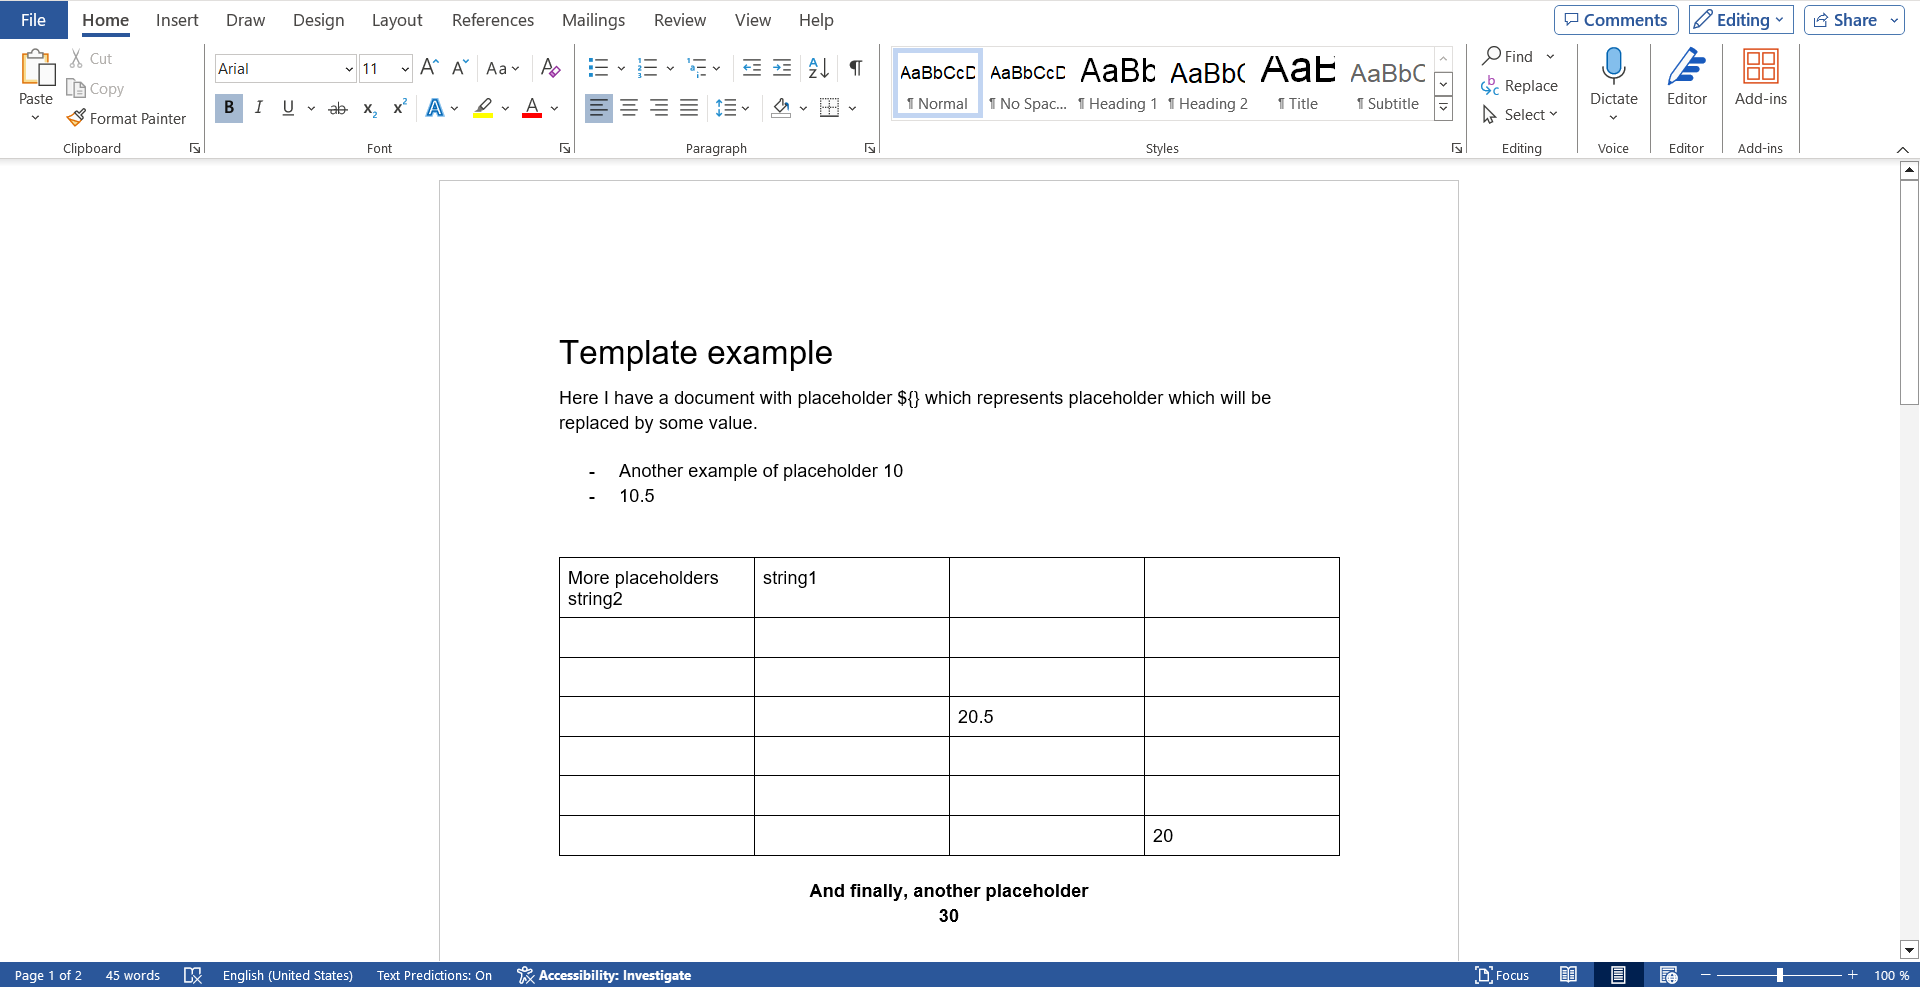 File Home Insert Draw Design Layout References Mailings Review View Help Comments Editing Share
Paste
Cut
Copy
Format Painter
Clipboard
Arial 11 Aa
B I U ab x₂ x² A A
Font
Paragraph
AaBbCcD AaBbCcD AaBb AaBb( AaB AaBbC
¶ Normal ¶ No Spac... ¶ Heading 1 ¶ Heading 2 ¶ Title ¶ Subtitle
Styles
Find
Replace
Select
Editing
Dictate
Voice
Editor
Editor
Add-ins
Add-ins
Template example
Here I have a document with placeholder ${} which represents placeholder which will be
replaced by some value.
- Another example of placeholder 10
- 10.5
More placeholders string1
string2
20.5
20
And finally, another placeholder
30
Page 1 of 2 45 words English (United States) Text Predictions: On Accessibility: Investigate Focus 100 %